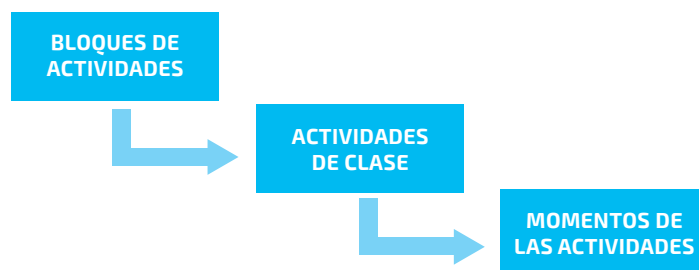 BLOQUES DE
ACTIVIDADES
ACTIVIDADES
DE CLASE
MOMENTOS DE
LAS ACTIVIDADES